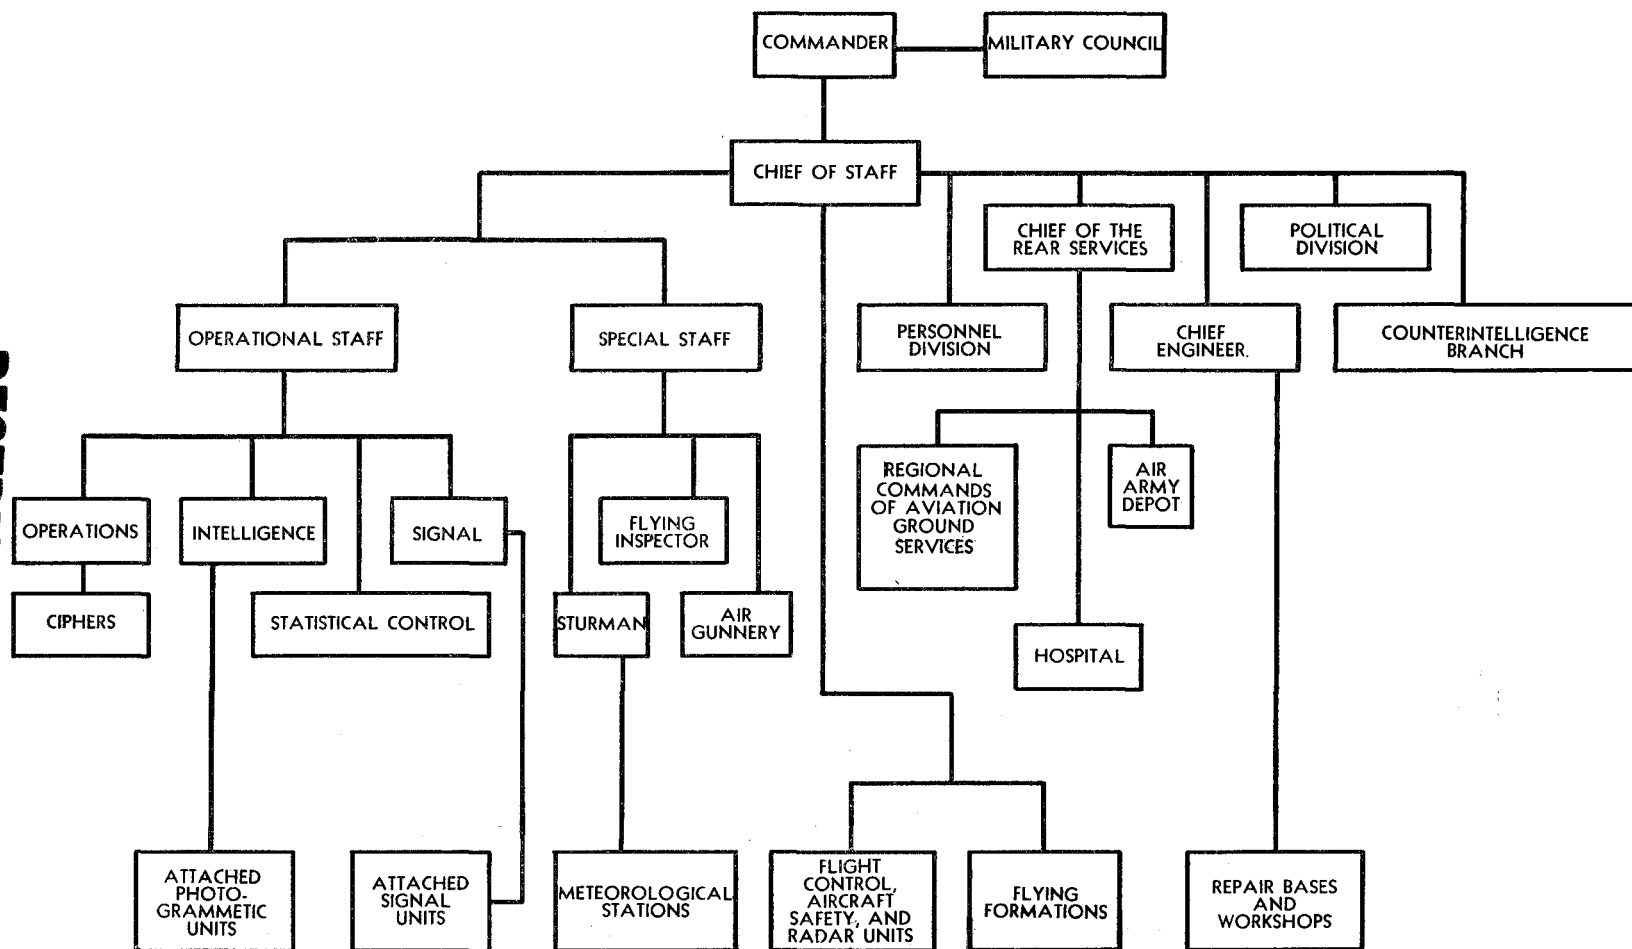 COMMANDER
MILITARY COUNCIL
CHIEF OF STAFF
CHIEF OF THE
REAR SERVICES
POLITICAL
DIVISION
OPERATIONAL STAFF
SPECIAL STAFF
PERSONNEL
DIVISION
CHIEF
ENGINEER.
COUNTERINTELLIGENCE
BRANCH
REGIONAL
COMMANDS
OF AVIATION
GROUND
SERVICES
AIR
ARMY
DEPOT
OPERATIONS
INTELLIGENCE
SIGNAL
FLYING
INSPECTOR
CIPHERS
STATISTICAL CONTROL
STURMAN
AIR
GUNNERY
HOSPITAL
ATTACHED
PHOTO-
GRAMMETIC
UNITS
ATTACHED
SIGNAL
UNITS
METEOROLOGICAL
STATIONS
FLIGHT
CONTROL,
AIRCRAFT
SAFETY, AND
RADAR UNITS
FLYING
FORMATIONS
REPAIR BASES
AND
WORKSHOPS